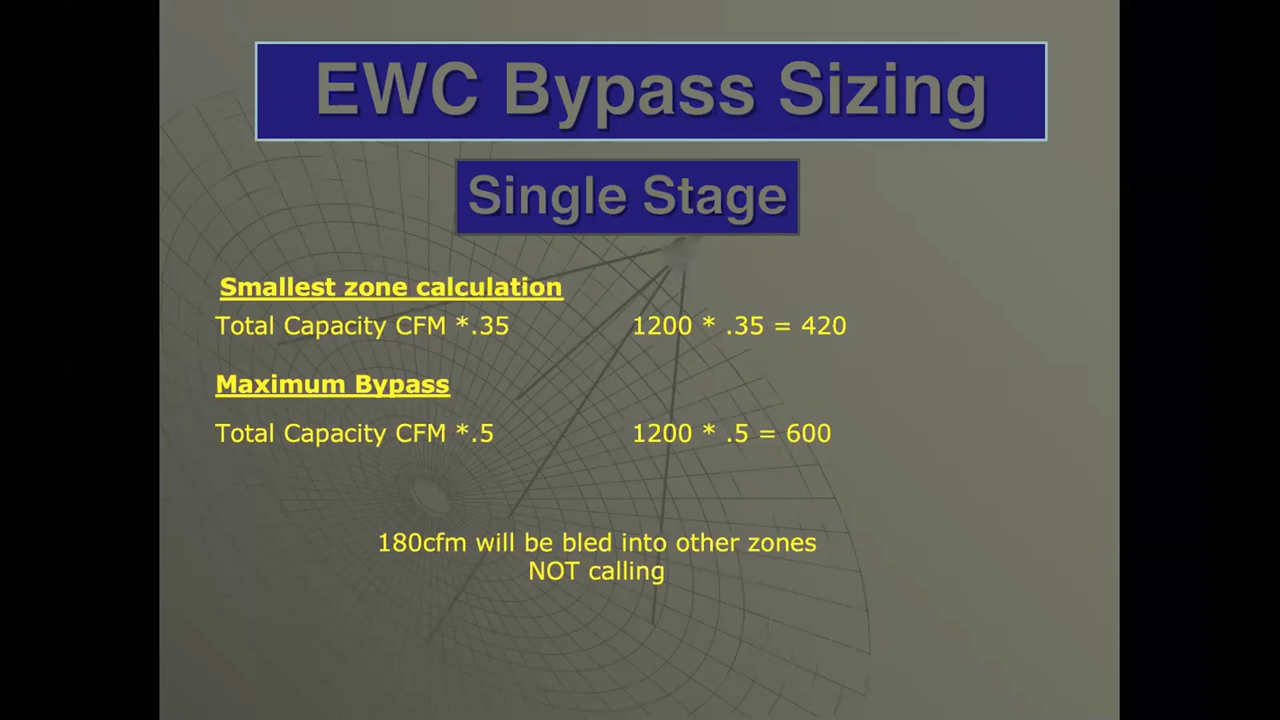 EWC Bypass Sizing
Single Stage
Smallest zone calculation
Total Capacity CFM *.35 1200 * .35 = 420
Maximum Bypass
Total Capacity CFM *.5 1200 * .5 = 600
180cfm will be bled into other zones
NOT calling